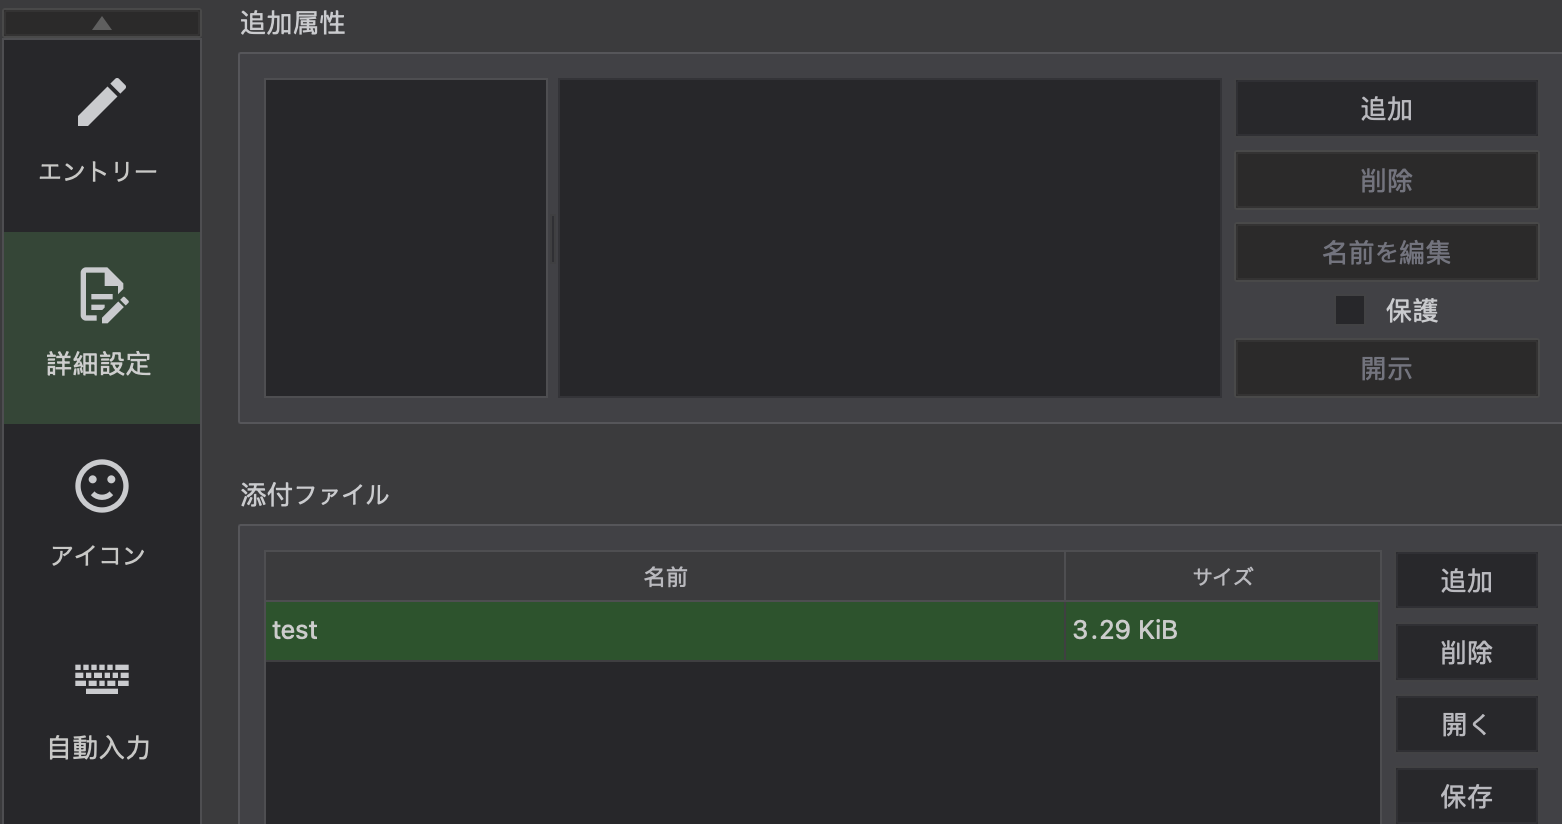 エントリー
詳細設定
アイコン
自動入力
追加属性
追加
削除
名前を編集
保護
開示
添付ファイル
名前 サイズ
test 3.29 KiB
追加
削除
開く
保存